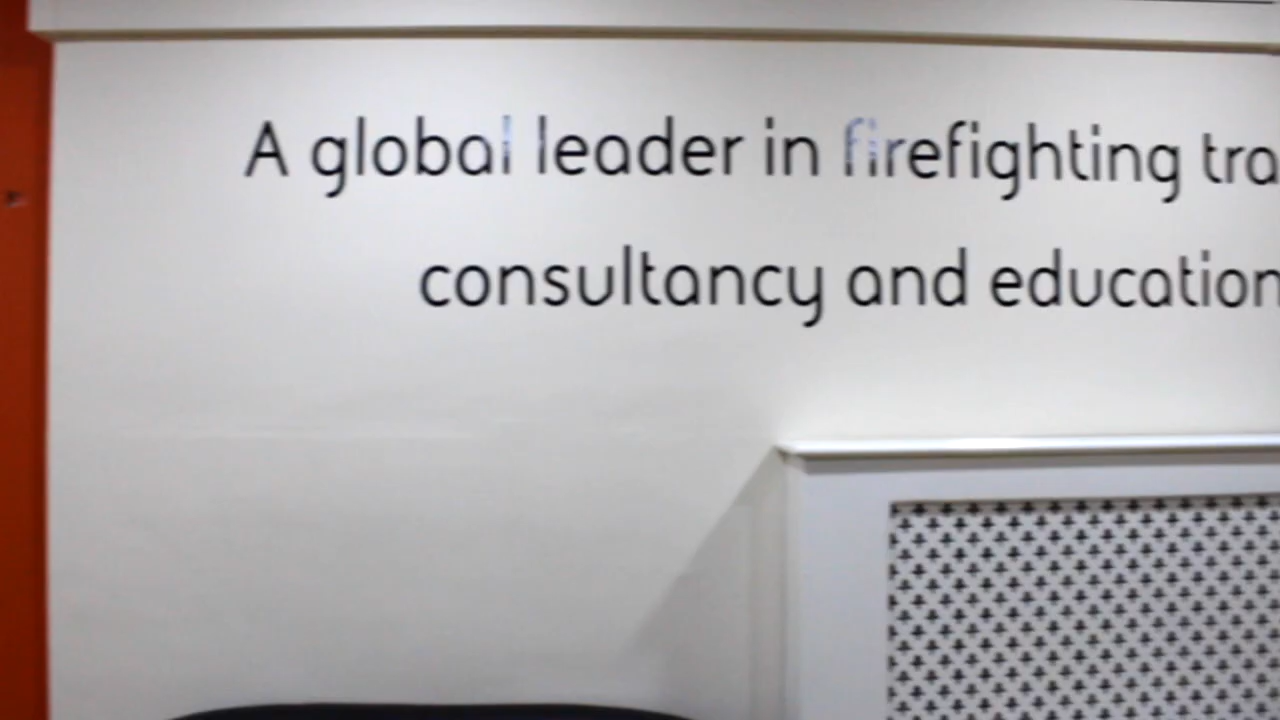 A global leader in firefighting tra
consultancy and education